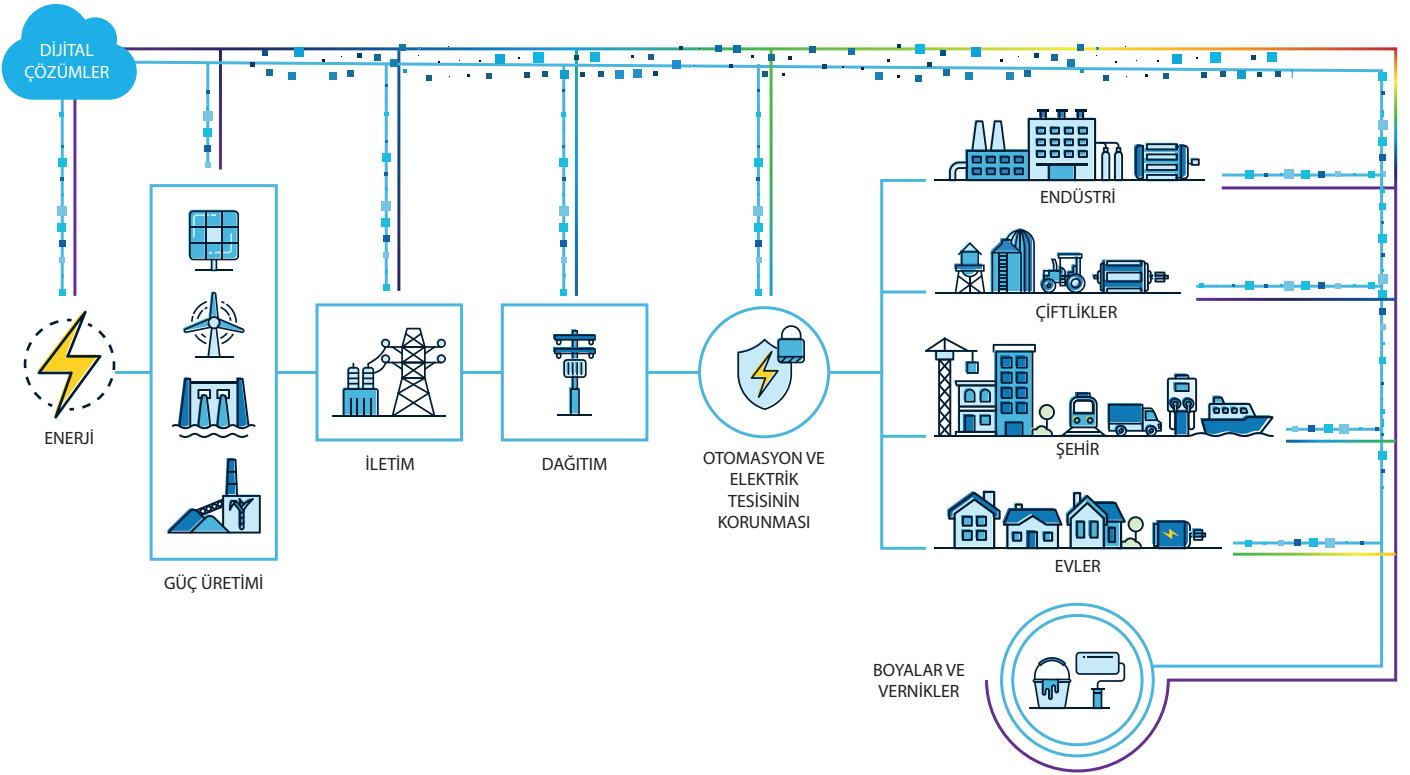 DİJİTAL
ÇÖZÜMLER
ENERJİ
GÜÇ ÜRETİMİ
İLETİM
DAĞITIM
OTOMASYON VE
ELEKTRİK
TESİSİNİN
KORUNMASI
ENDÜSTRİ
ÇİFTLİKLER
ŞEHİR
EVLER
BOYALAR VE
VERNİKLER